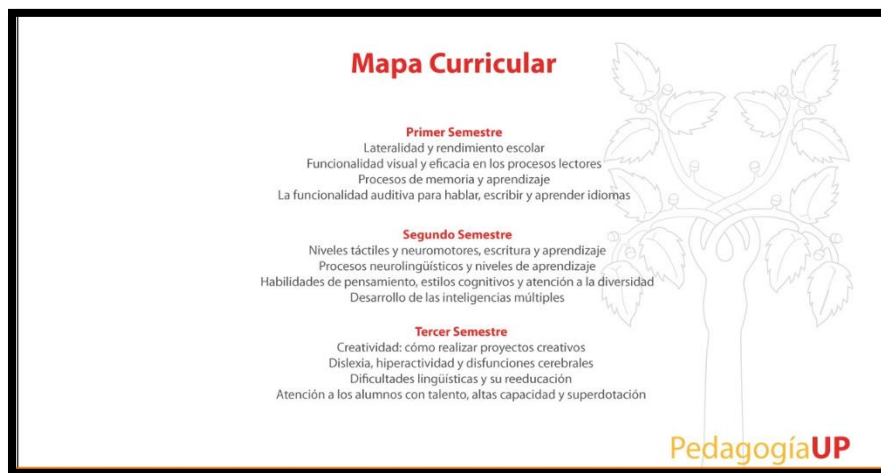 Mapa Curricular
Primer Semestre
Lateralidad y rendimiento escolar
Funcionalidad visual y eficacia en los procesos lectores
Procesos de memoria y aprendizaje
La funcionalidad auditiva para hablar, escribir y aprender idiomas
Segundo Semestre
Niveles táctiles y neuromotores, escritura y aprendizaje
Procesos neurolingüísticos y niveles de aprendizaje
Habilidades de pensamiento, estilos cognitivos y atención a la diversidad
Desarrollo de las inteligencias múltiples
Tercer Semestre
Creatividad: cómo realizar proyectos creativos
Dislexia, hiperactividad y disfunciones cerebrales
Dificultades lingüísticas y su reeducación
Atención a los alumnos con talento, altas capacidad y superdotación
PedagogíaUP